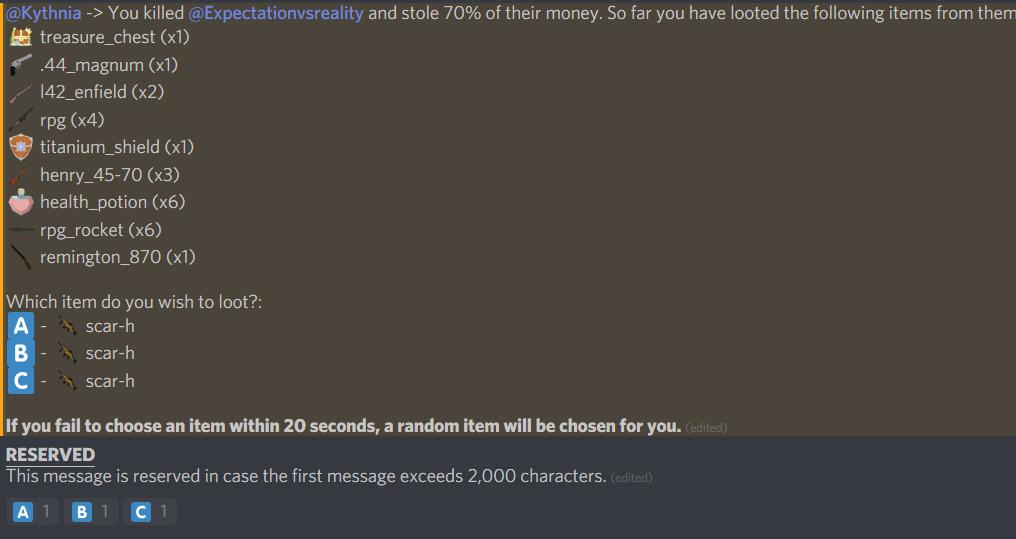 @Kythnia -> You killed @Expectationvsreality and stole 70% of their money. So far you have looted the following items from them
treasure_chest (x1)
.44_magnum (x1)
l42_enfield (x2)
rpg (x4)
titanium_shield (x1)
henry_45-70 (x3)
health_potion (x6)
rpg_rocket (x6)
remington_870 (x1)
Which item do you wish to loot?:
A - scar-h
B - scar-h
C - scar-h
If you fail to choose an item within 20 seconds, a random item will be chosen for you. (edited)
RESERVED
This message is reserved in case the first message exceeds 2,000 characters. (edited)
A 1 B 1 C 1